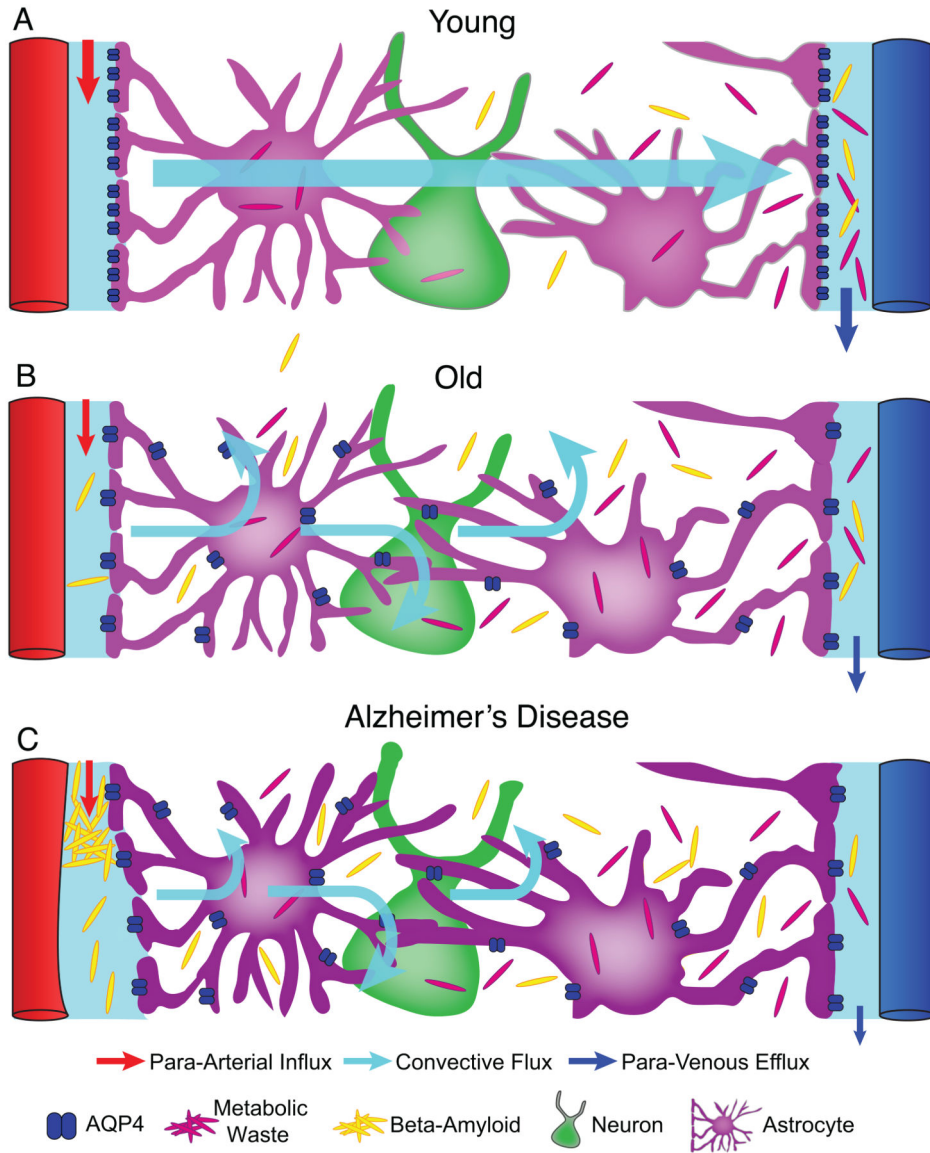 A
Young
B
Old
Alzheimer's Disease
C
Para-Arterial Influx
Convective Flux
Para-Venous Efflux
AQP4
Metabolic
Waste
Beta-Amyloid
Neuron
Astrocyte